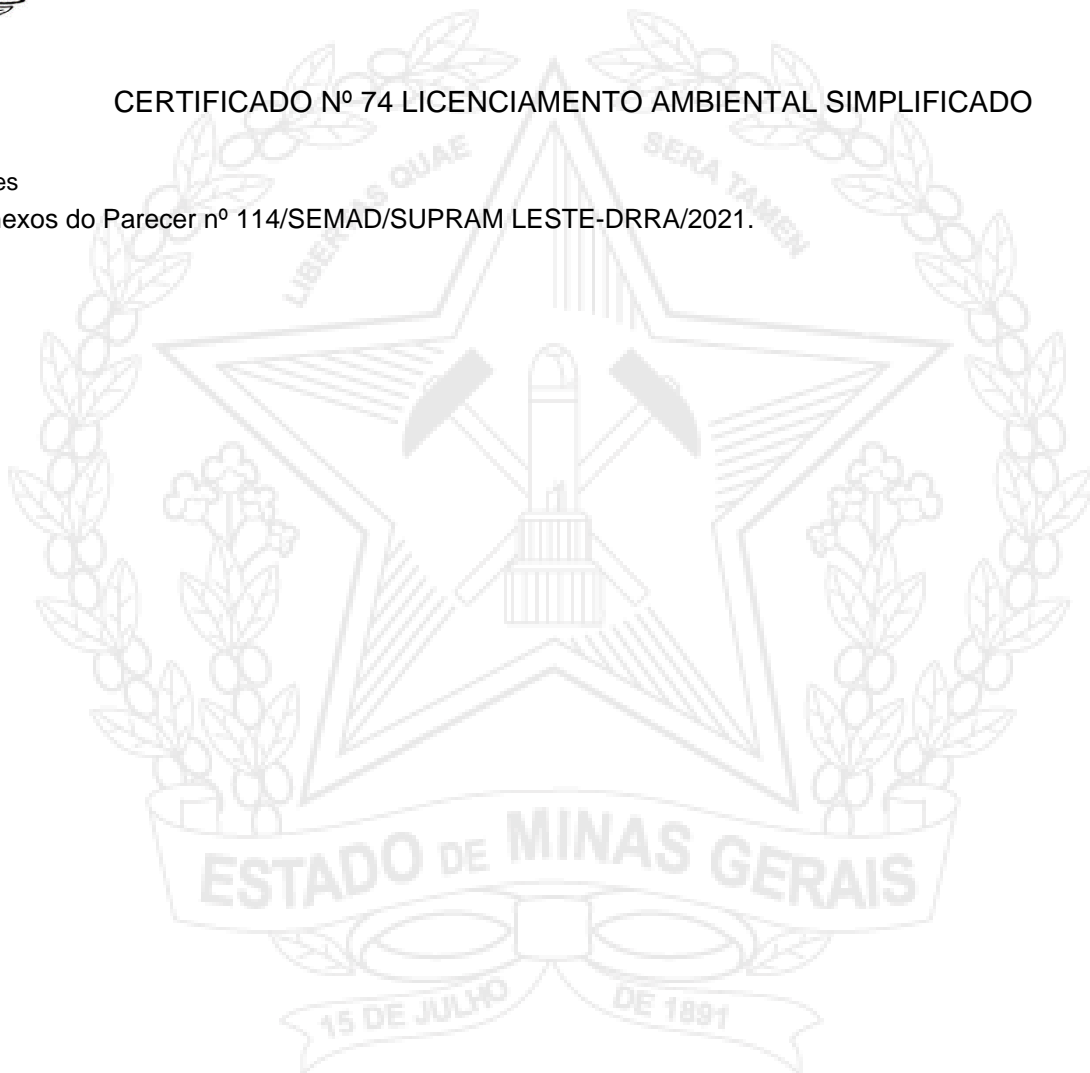 CERTIFICADO Nº 74 LICENCIAMENTO AMBIENTAL SIMPLIFICADO
es
exos do Parecer nº 114/SEMAD/SUPRAM LESTE-DRRA/2021.
LIBERTAS QUAE SERA TAMEN
ESTADO DE MINAS GERAIS
15 DE JULHO DE 1891